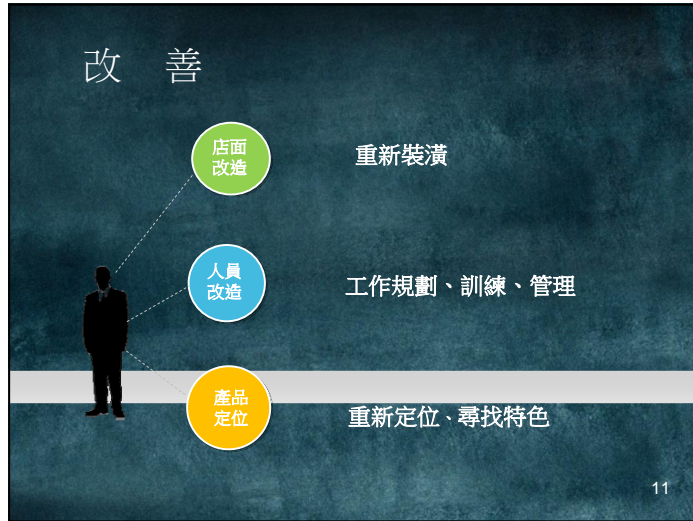 改　善
店面
改造
重新裝潢
人員
改造
工作規劃、訓練、管理
產品
定位
重新定位、尋找特色
11